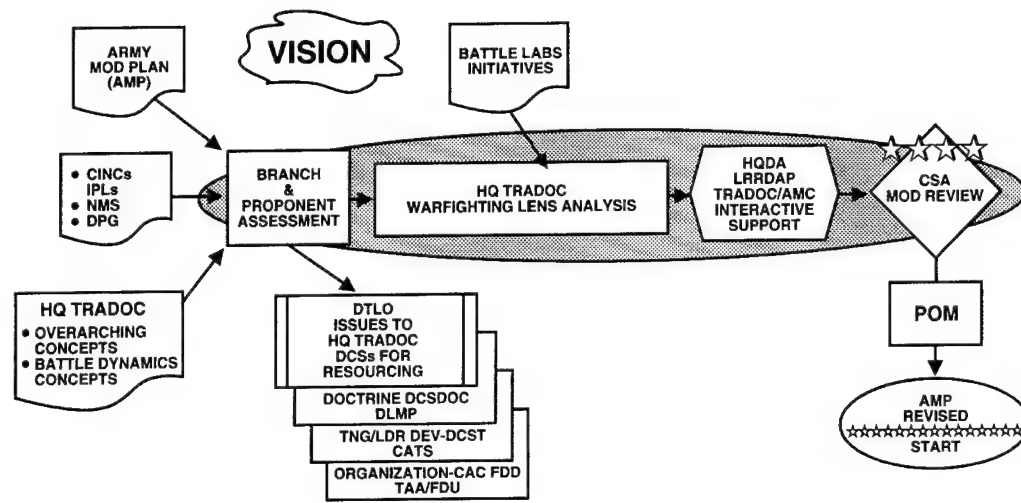 ARMY
MOD PLAN
(AMP)
VISION
BATTLE LABS
INITIATIVES
● CINCs
IPLs
● NMS
● DPG
BRANCH
&
PROPONENT
ASSESSMENT
HQ TRADOC
WARFIGHTING LENS ANALYSIS
HQDA
LRRDAP
TRADOC/AMC
INTERACTIVE
SUPPORT
CSA
MOD REVIEW
HQ TRADOC
● OVERARCHING
CONCEPTS
● BATTLE DYNAMICS
CONCEPTS
DTLO
ISSUES TO
HQ TRADOC
DCSs FOR
RESOURCING
DOCTRINE DCSDOC
DLMP
TNG/LDR DEV-DCST
CATS
ORGANIZATION-CAC FDD
TAA/FDU
POM
AMP
REVISED
START